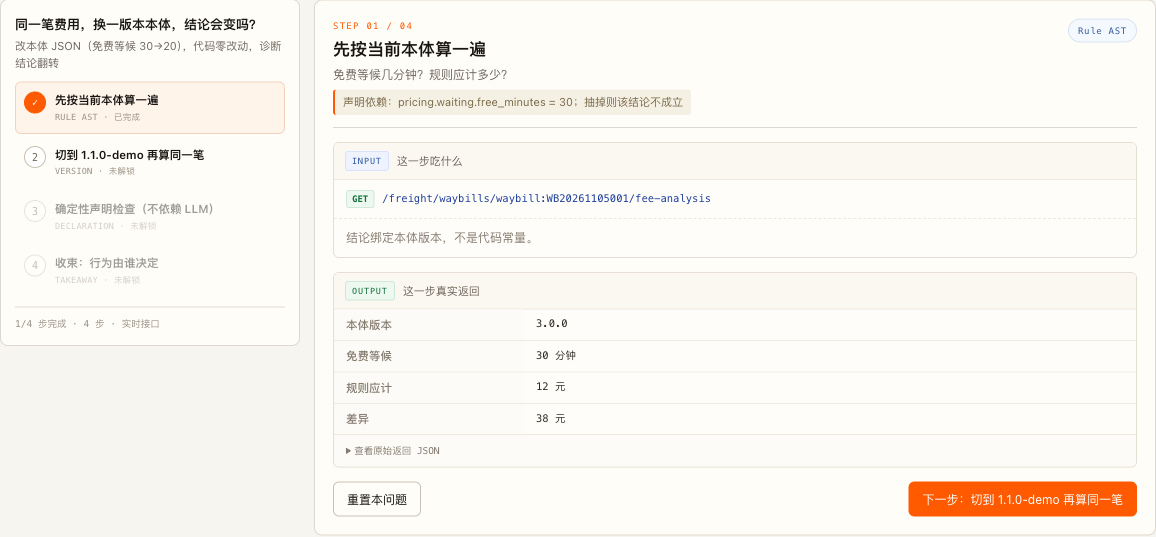 同一笔费用，换一版本本体，结论会变吗？
改本体 JSON（免费等候 30→20），代码零改动，诊断
结论翻转
✓ 先按当前本体算一遍
RULE AST · 已完成
2 切到 1.1.0-demo 再算同一笔
VERSION · 未解锁
3 确定性声明检查（不依赖 LLM）
DECLARATION · 未解锁
4 收束：行为由谁决定
TAKEAWAY · 未解锁
1/4 步完成 · 4 步 · 实时接口
STEP 01 / 04
Rule AST
先按当前本体算一遍
免费等候几分钟？规则应计多少？
声明依赖：pricing.waiting.free_minutes = 30；抽掉则该结论不成立
INPUT 这一步吃什么
GET /freight/waybills/waybill:WB20261105001/fee-analysis
结论绑定本体版本，不是代码常量。
OUTPUT 这一步真实返回
本体版本 3.0.0
免费等候 30 分钟
规则应计 12 元
差异 38 元
▶ 查看原始返回 JSON
重置本问题
下一步：切到 1.1.0-demo 再算同一笔